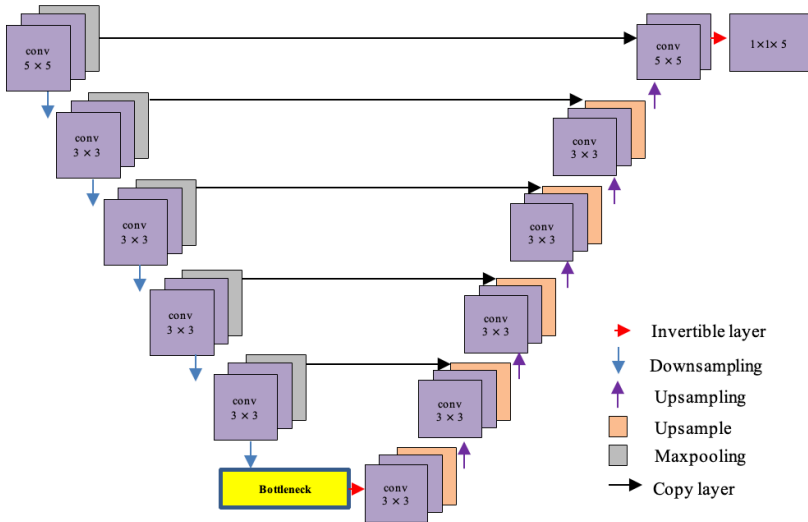 conv
5 × 5
conv
5 × 5
1×1× 5
conv
3 × 3
conv
3 × 3
conv
3 × 3
conv
3 × 3
conv
3 × 3
conv
3 × 3
conv
3 × 3
conv
3 × 3
Bottleneck
conv
3 × 3
Invertible layer
Downsampling
Upsampling
Upsample
Maxpooling
Copy layer